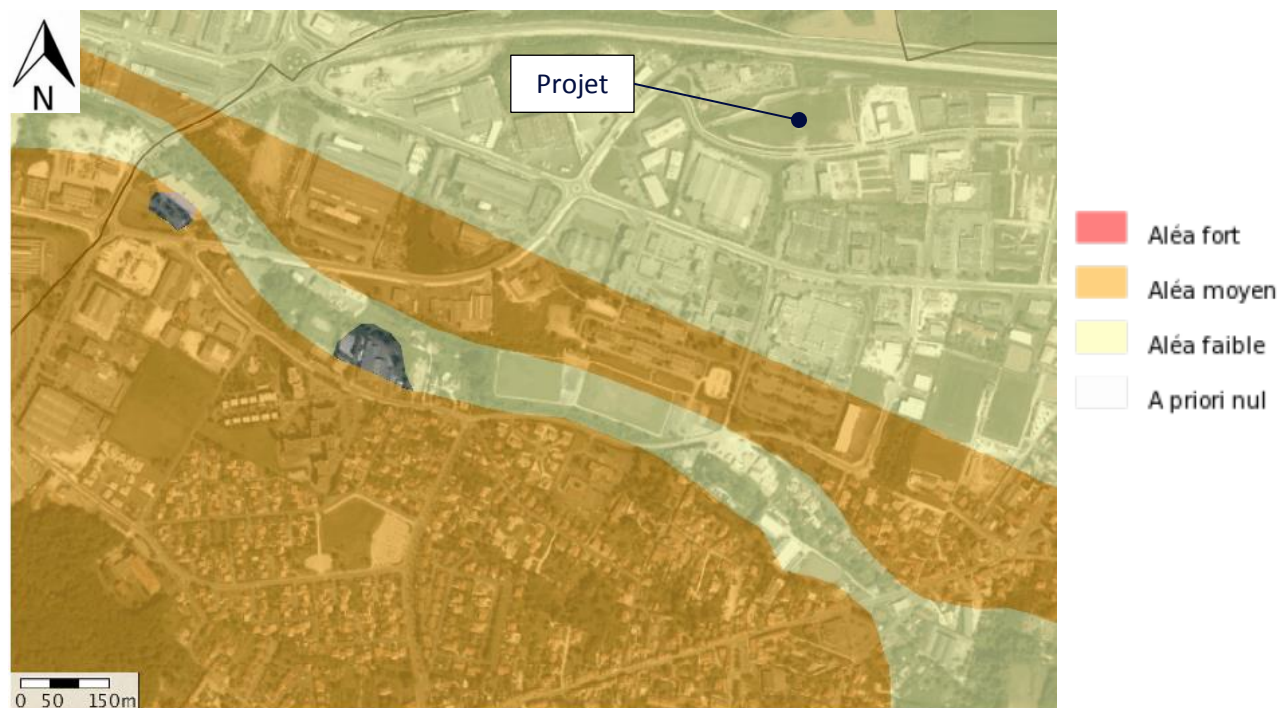 N
Projet
Aléa fort
Aléa moyen
Aléa faible
A priori nul
0 50 150m